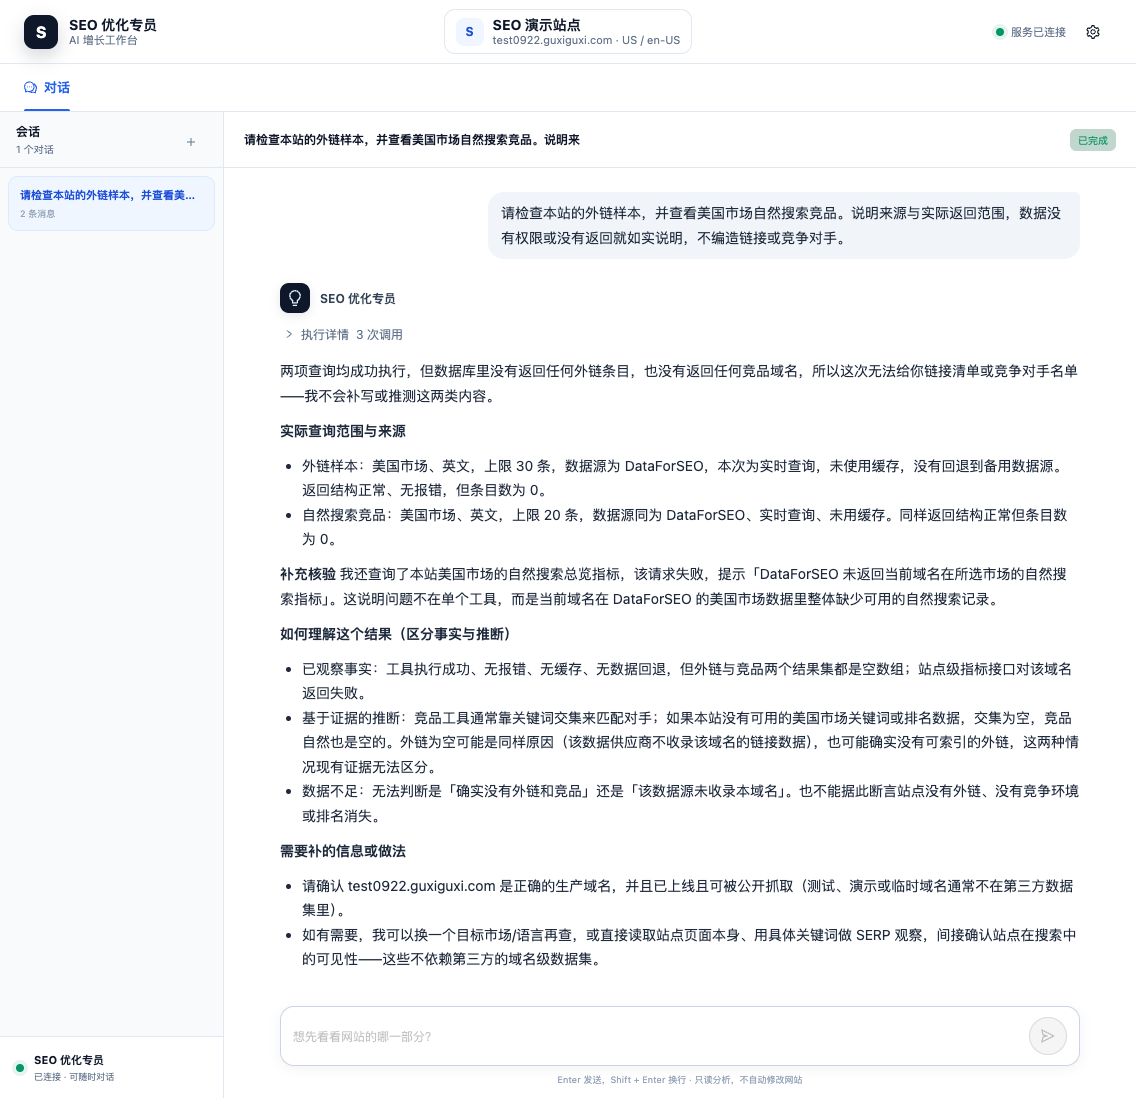 S
SEO 优化专员
AI 增长工作台
S
SEO 演示站点
test0922.guxiguxi.com · US / en-US
服务已连接
对话
会话
1 个对话
请检查本站的外链样本，并查看美国市场自然搜索竞品。说明来
已完成
请检查本站的外链样本，并查看美...
2 条消息
请检查本站的外链样本，并查看美国市场自然搜索竞品。说明来源与实际返回范围，数据没
有权限或没有返回就如实说明，不编造链接或竞争对手。
SEO 优化专员
执行详情 3 次调用
两项查询均成功执行，但数据库里没有返回任何外链条目，也没有返回任何竞品域名，所以这次无法给你链接清单或竞争对手名单
——我不会补写或推测这两类内容。
实际查询范围与来源
外链样本：美国市场、英文，上限 30 条，数据源为 DataForSEO，本次为实时查询，未使用缓存，没有回退到备用数据源。
返回结构正常、无报错，但条目数为 0。
自然搜索竞品：美国市场、英文，上限 20 条，数据源同为 DataForSEO、实时查询、未用缓存。同样返回结构正常但条目数
为 0。
补充核验 我还查询了本站美国市场的自然搜索总览指标，该请求失败，提示「DataForSEO 未返回当前域名在所选市场的自然搜
索指标」。这说明问题不在单个工具，而是当前域名在 DataForSEO 的美国市场数据里整体缺少可用的自然搜索记录。
如何理解这个结果（区分事实与推断）
已观察事实：工具执行成功、无报错、无缓存、无数据回退，但外链与竞品两个结果集都是空数组；站点级指标接口对该域名
返回失败。
基于证据的推断：竞品工具通常靠关键词交集来匹配对手；如果本站没有可用的美国市场关键词或排名数据，交集为空，竞品
自然也是空的。外链为空可能是同样原因（该数据供应商不收录该域名的链接数据），也可能确实没有可索引的外链，这两种情
况现有证据无法区分。
数据不足：无法判断是「确实没有外链和竞品」还是「该数据源未收录本域名」。也不能据此断言站点没有外链、没有竞争环境
或排名消失。
需要补的信息或做法
请确认 test0922.guxiguxi.com 是正确的生产域名，并且已上线且可被公开抓取（测试、演示或临时域名通常不在第三方数据
集里）。
如有需要，我可以换一个目标市场/语言再查，或直接读取站点页面本身、用具体关键词做 SERP 观察，间接确认站点在搜索中
的可见性——这些不依赖第三方的域名级数据集。
想先看看网站的哪一部分?
Enter 发送，Shift + Enter 换行 · 只读分析，不自动修改网站
SEO 优化专员
已连接 · 可随时对话